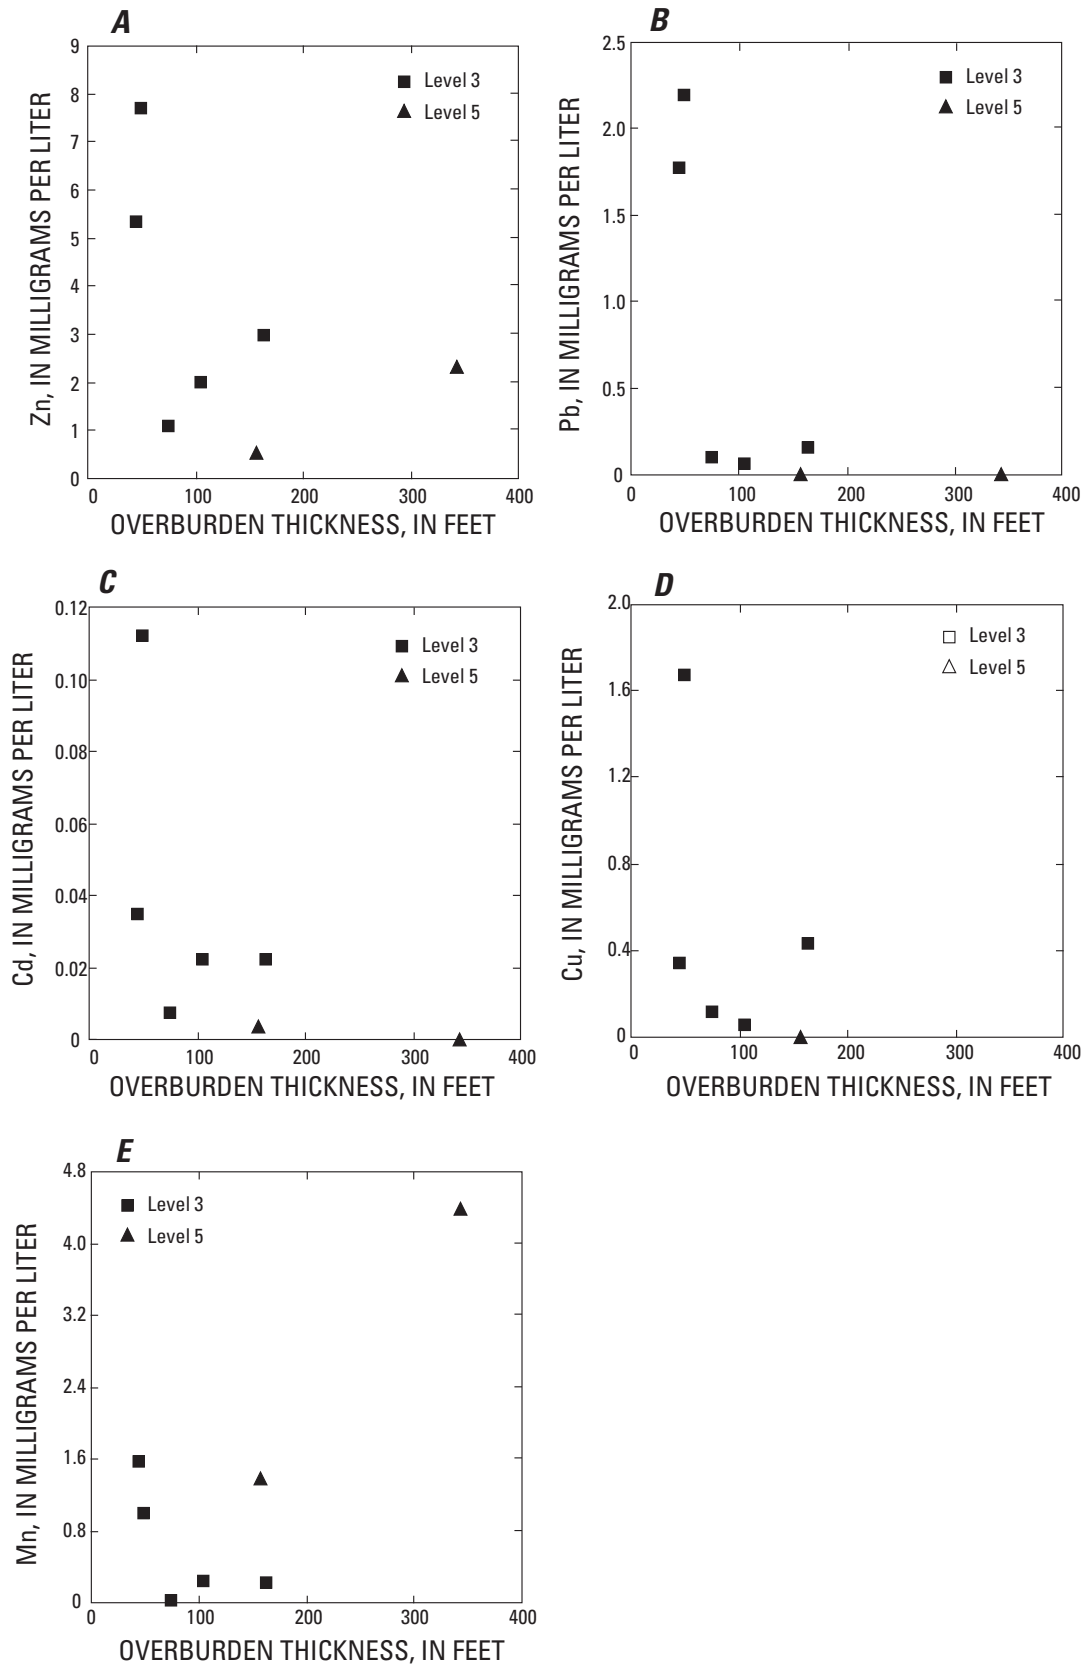 A
Zn, IN MILLIGRAMS PER LITER
9
8
7
6
5
4
3
2
1
0
Level 3
Level 5
0 100 200 300 400
OVERBURDEN THICKNESS, IN FEET
B
Pb, IN MILLIGRAMS PER LITER
2.5
2.0
1.5
1.0
0.5
0
Level 3
Level 5
0 100 200 300 400
OVERBURDEN THICKNESS, IN FEET
C
Cd, IN MILLIGRAMS PER LITER
0.12
0.10
0.08
0.06
0.04
0.02
0
Level 3
Level 5
0 100 200 300 400
OVERBURDEN THICKNESS, IN FEET
D
Cu, IN MILLIGRAMS PER LITER
2.0
1.6
1.2
0.8
0.4
0
Level 3
Level 5
0 100 200 300 400
OVERBURDEN THICKNESS, IN FEET
E
Mn, IN MILLIGRAMS PER LITER
4.8
4.0
3.2
2.4
1.6
0.8
0
Level 3
Level 5
0 100 200 300 400
OVERBURDEN THICKNESS, IN FEET